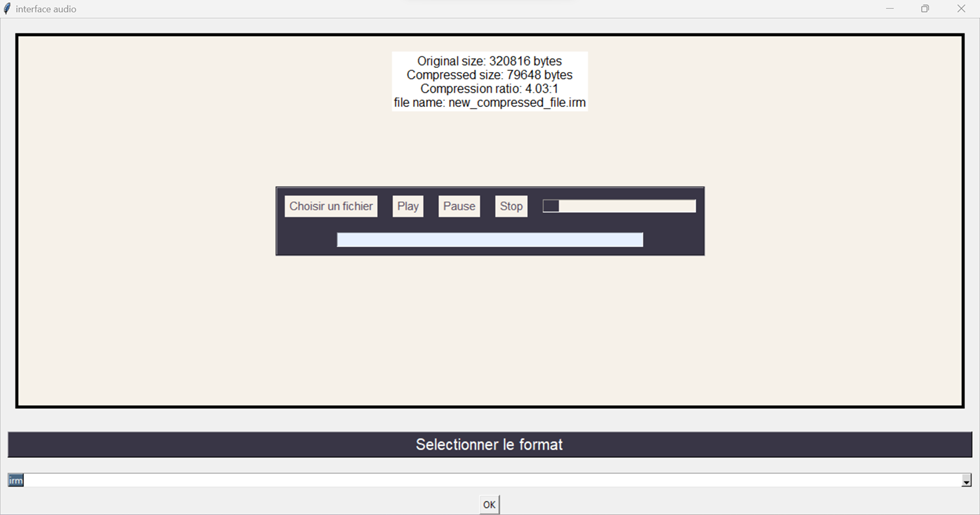 interface audio
Original size: 320816 bytes
Compressed size: 79648 bytes
Compression ratio: 4.03:1
file name: new_compressed_file.irm
Choisir un fichier Play Pause Stop
Selectionner le format
irm
OK